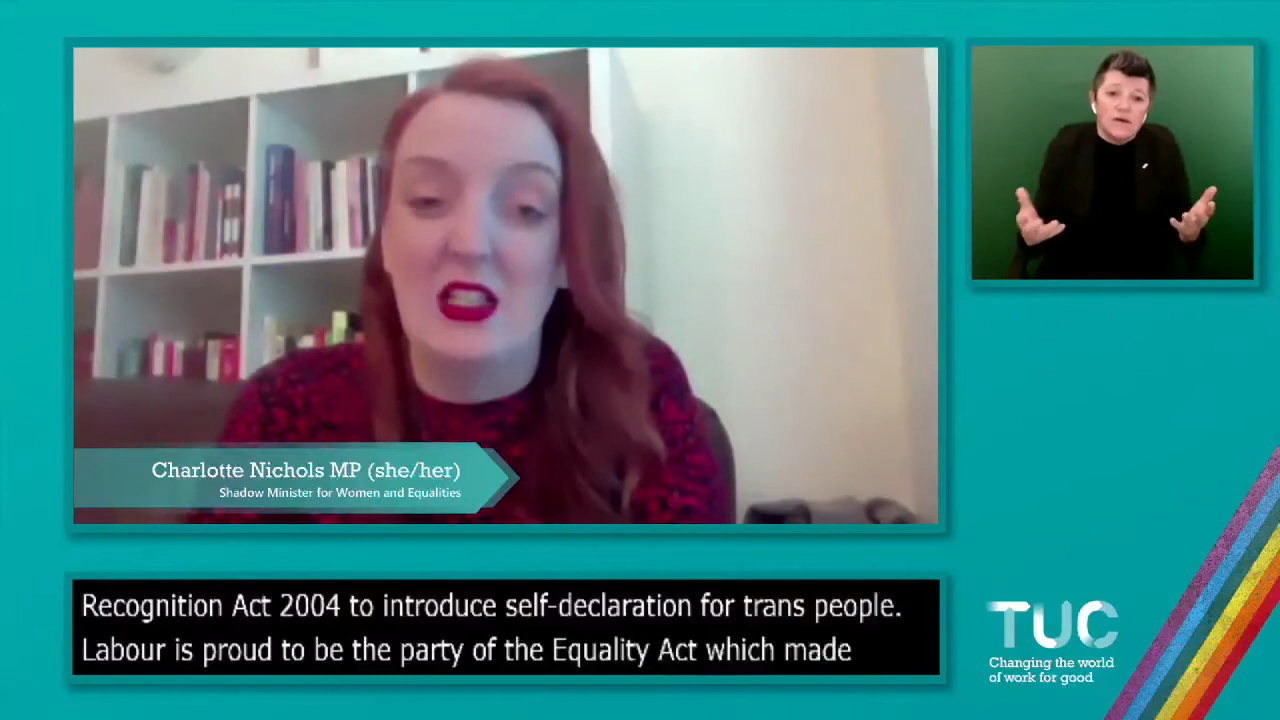 Charlotte Nichols MP (she/her)
Shadow Minister for Women and Equalities
Recognition Act 2004 to introduce self-declaration for trans people.
Labour is proud to be the party of the Equality Act which made
TUC
Changing the world
of work for good